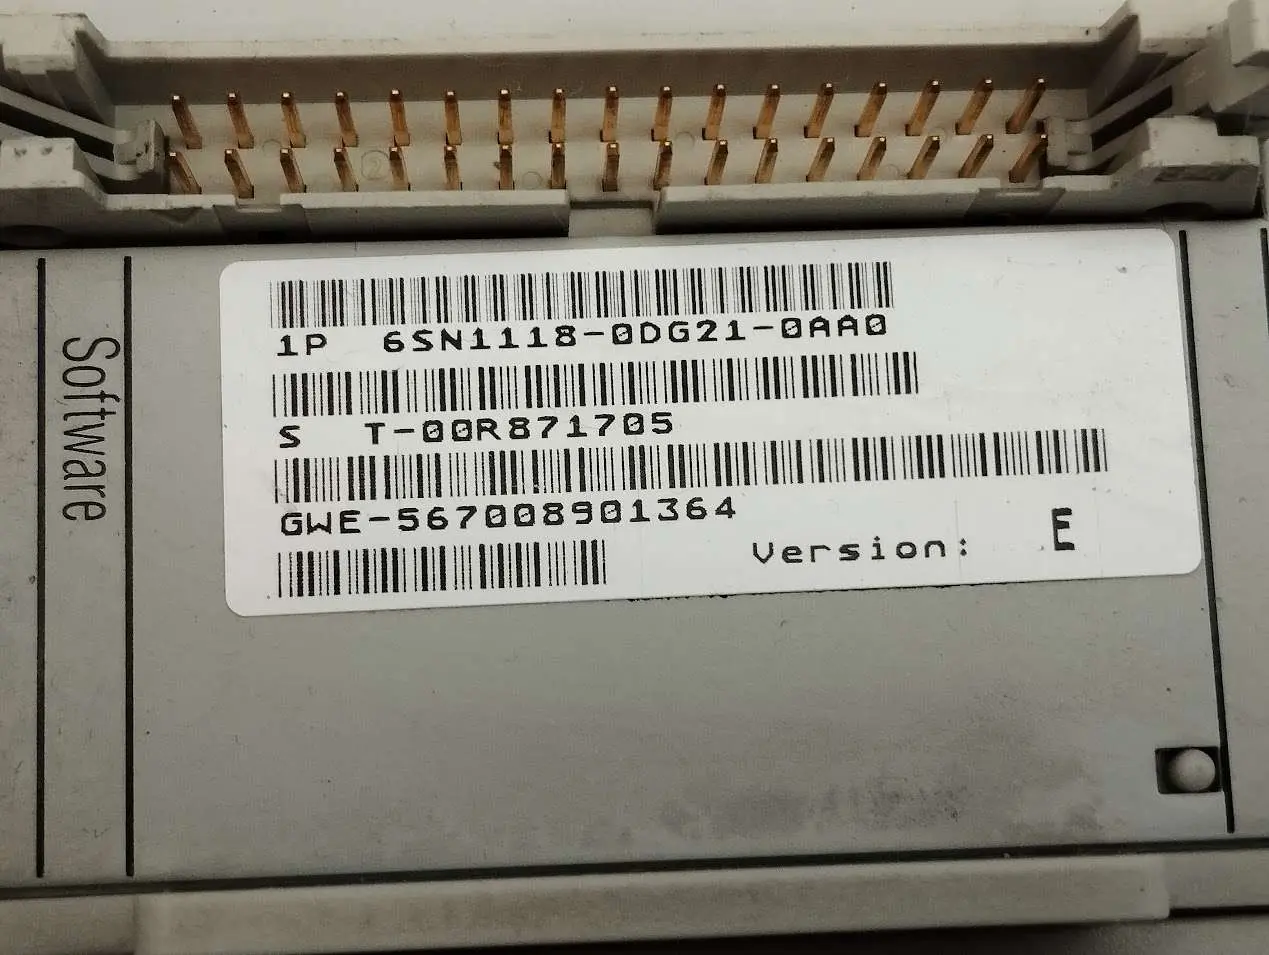 1P 6SN1118-0DG21-0AA0
S T-00R871705
GWE-567008901364
Version: E
Software